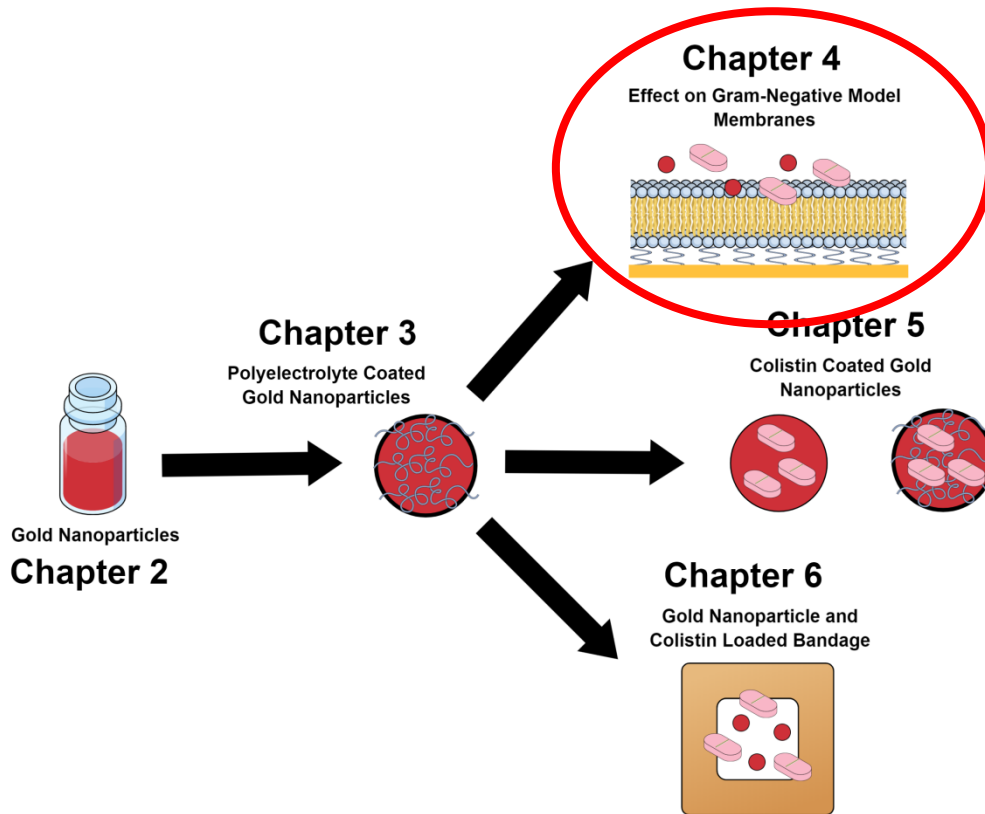 Chapter 4
Effect on Gram-Negative Model
Membranes
Chapter 3
Polyelectrolyte Coated
Gold Nanoparticles
Chapter 5
Colistin Coated Gold
Nanoparticles
Gold Nanoparticles
Chapter 2
Chapter 6
Gold Nanoparticle and
Colistin Loaded Bandage